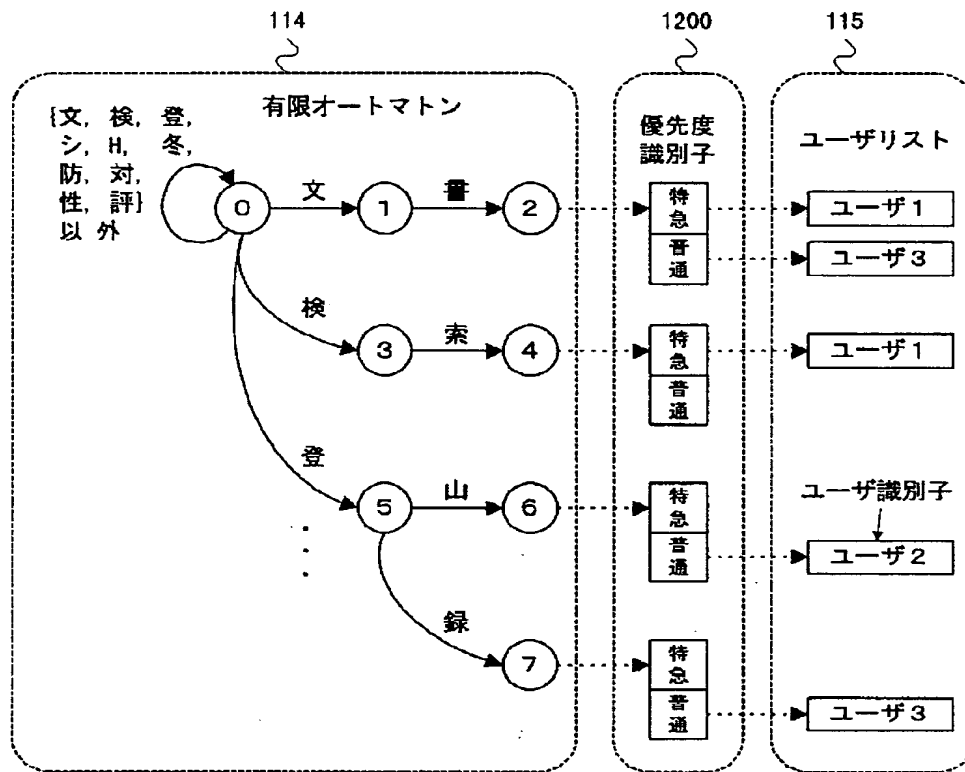 114
1200
115
有限オートマトン
{文, 検, 登,
シ, H, 冬,
防, 対,
性, 評}
以 外
優先度
識別子
ユーザリスト
0
文
1
書
2
特急
普通
ユーザ1
ユーザ3
検
3
索
4
特急
普通
ユーザ1
登
5
山
6
特急
普通
ユーザ識別子
ユーザ2
録
7
特急
普通
ユーザ3